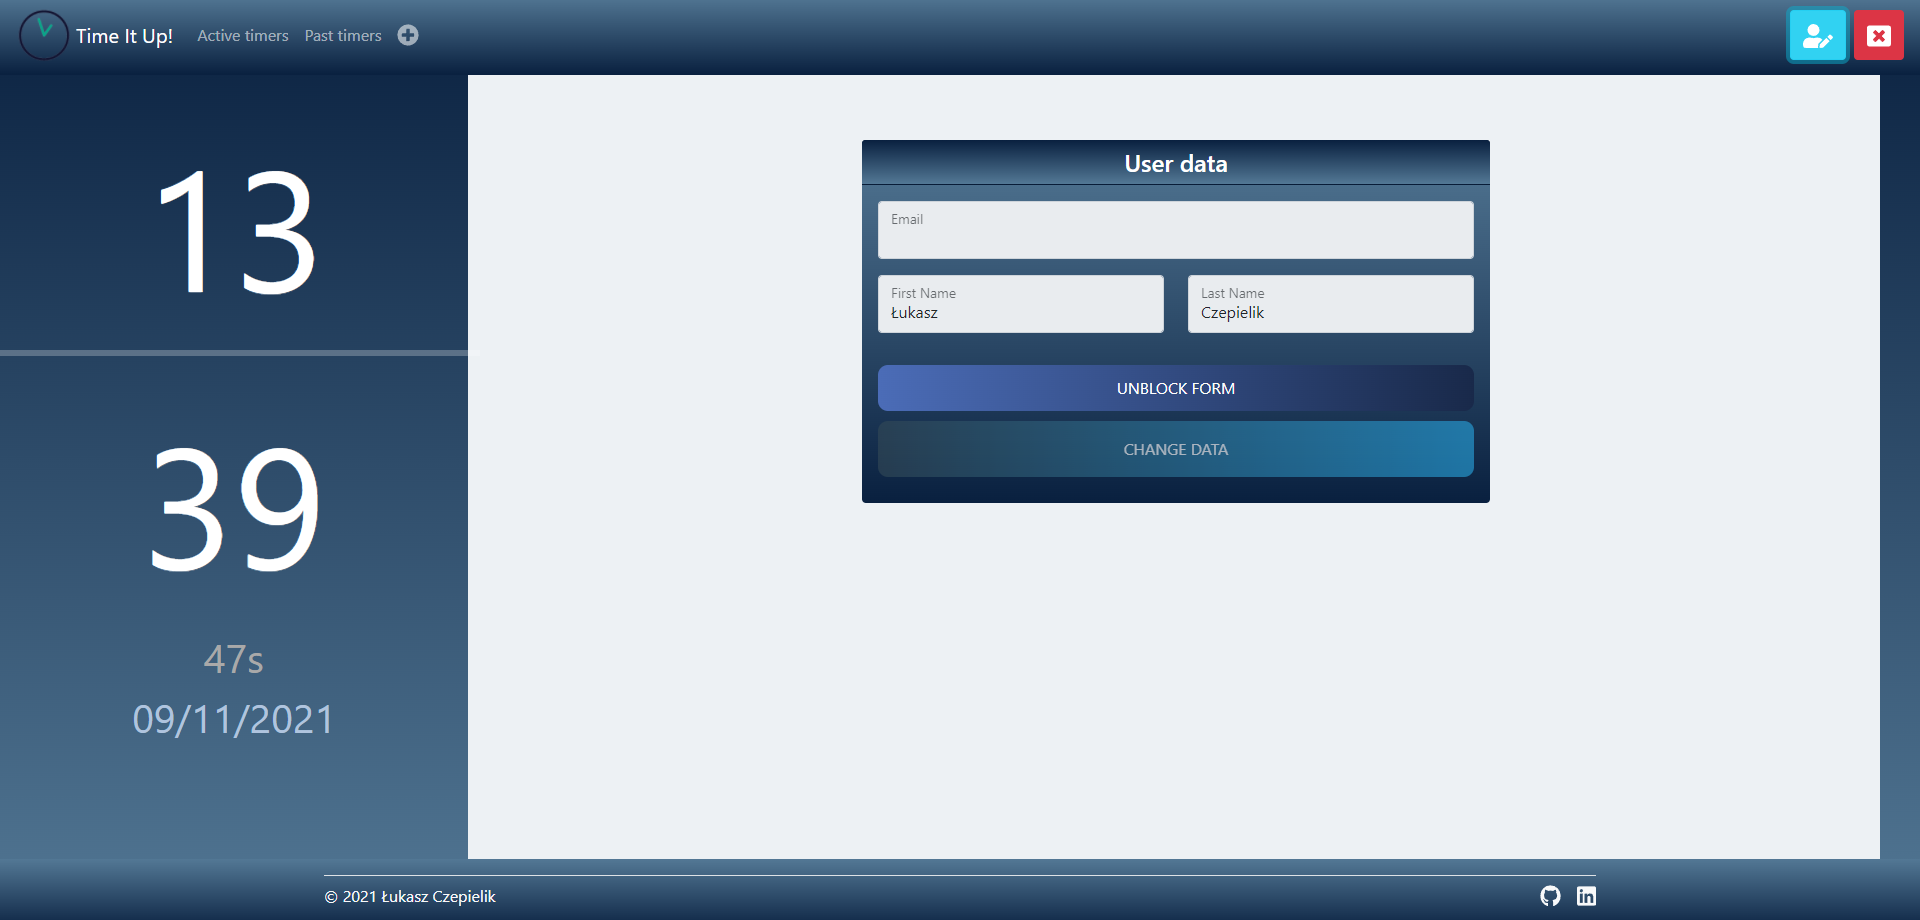 Time It Up!
Active timers
Past timers
13
39
47s
09/11/2021
User data
Email
First Name
Łukasz
Last Name
Czepielik
UNBLOCK FORM
CHANGE DATA
© 2021 Łukasz Czepielik